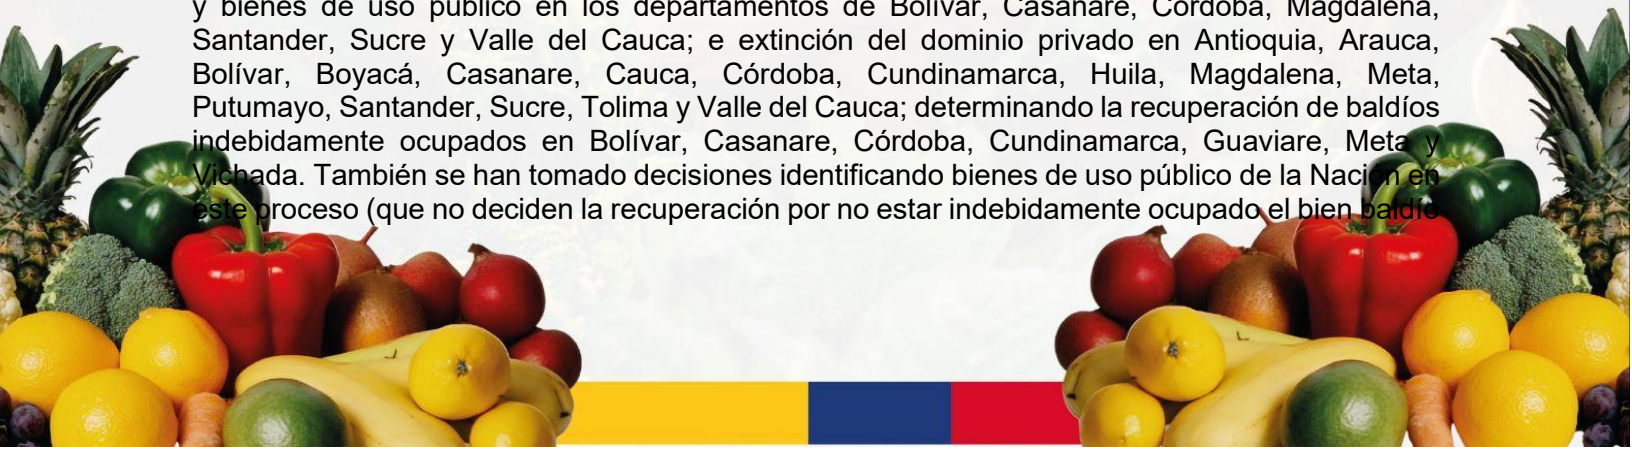 y bienes de uso público en los departamentos de Bolívar, Casanare, Córdoba, Magdalena,
Santander, Sucre y Valle del Cauca; e extinción del dominio privado en Antioquia, Arauca,
Bolívar, Boyacá, Casanare, Cauca, Córdoba, Cundinamarca, Huila, Magdalena, Meta,
Putumayo, Santander, Sucre, Tolima y Valle del Cauca; determinando la recuperación de baldíos
indebidamente ocupados en Bolívar, Casanare, Córdoba, Cundinamarca, Guaviare, Meta y
Vichada. También se han tomado decisiones identificando bienes de uso público de la Nación en
este proceso (que no deciden la recuperación por no estar indebidamente ocupado el bien baldío